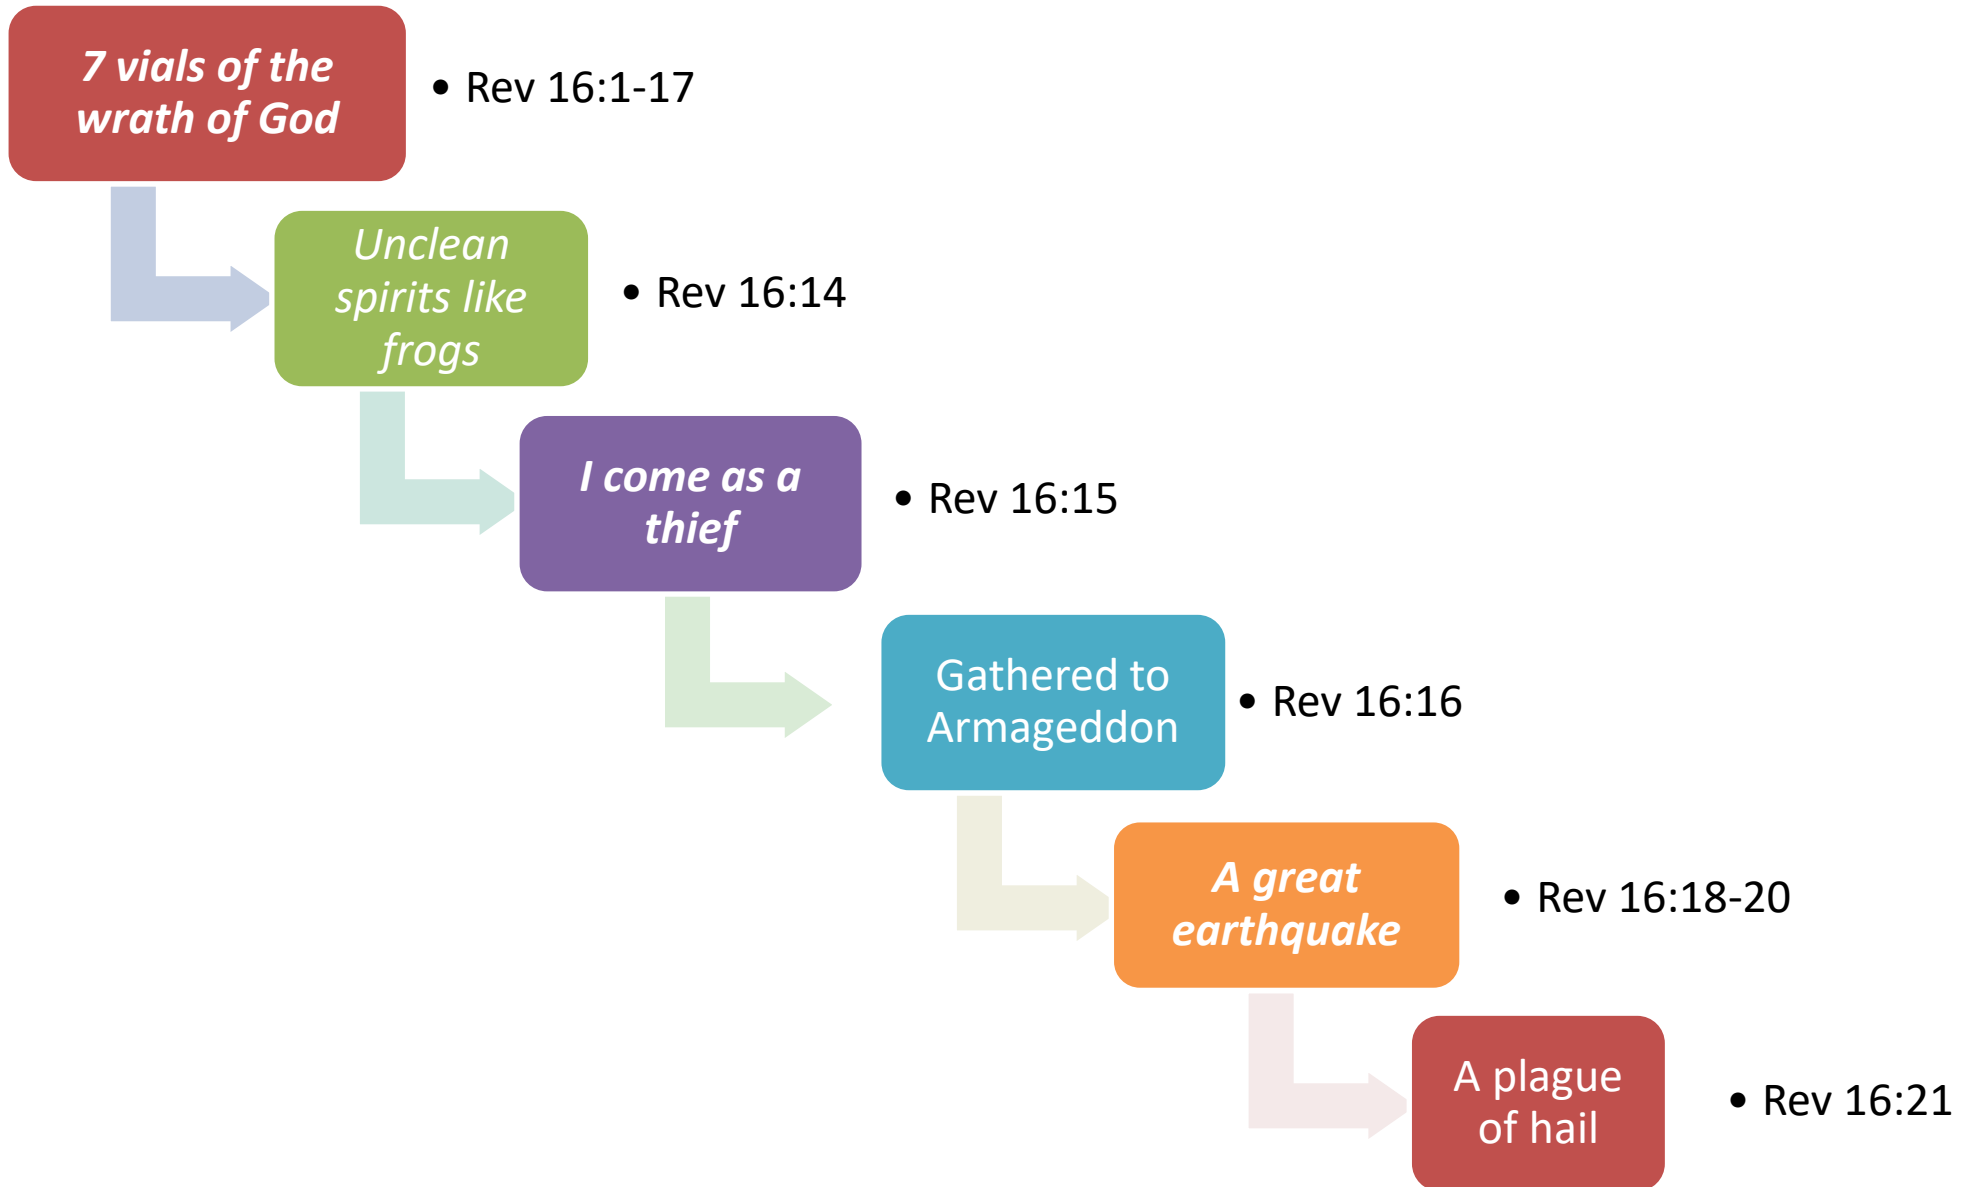 7 vials of the
wrath of God
• Rev 16:1-17
Unclean
spirits like
frogs
• Rev 16:14
I come as a
thief
• Rev 16:15
Gathered to
Armageddon
• Rev 16:16
A great
earthquake
• Rev 16:18-20
A plague
of hail
• Rev 16:21